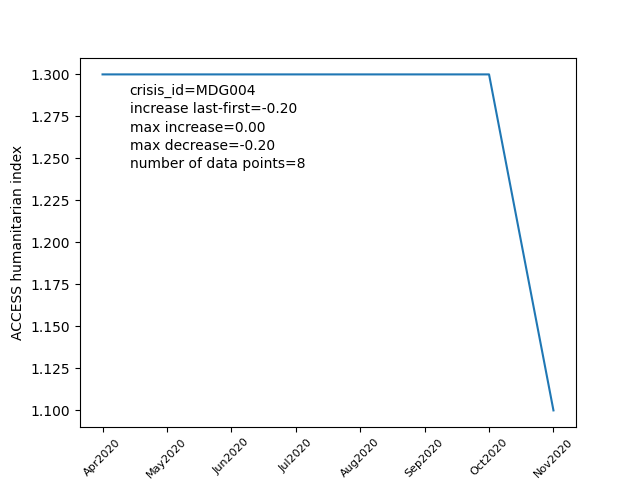 1.300
1.275
1.250
1.225
1.200
1.175
1.150
1.125
1.100
ACCESS humanitarian index
crisis_id=MDG004
increase last-first=-0.20
max increase=0.00
max decrease=-0.20
number of data points=8
Apr2020
May2020
Jun2020
Jul2020
Aug2020
Sep2020
Oct2020
Nov2020